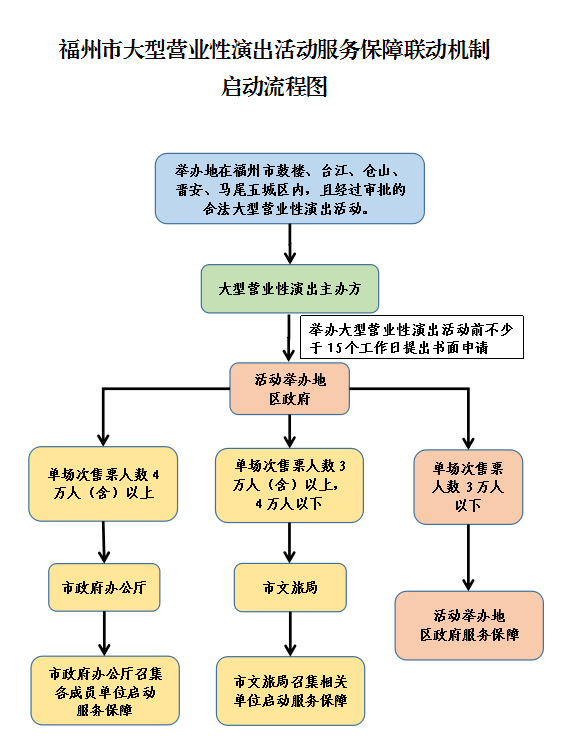 福州市大型营业性演出活动服务保障联动机制
启动流程图
举办地在福州市鼓楼、台江、仓山、
晋安、马尾五城区内，且经过审批的
合法大型营业性演出活动。
大型营业性演出主办方
举办大型营业性演出活动前不少
于15个工作日提出书面申请
活动举办地
区政府
单场次售票人数4
万人（含）以上
单场次售票人数3
万人（含）以上，
4万人以下
单场次售票
人数3万人
以下
市政府办公厅
市文旅局
活动举办地
区政府服务保障
市政府办公厅召集
各成员单位启动
服务保障
市文旅局召集相关
单位启动服务保障